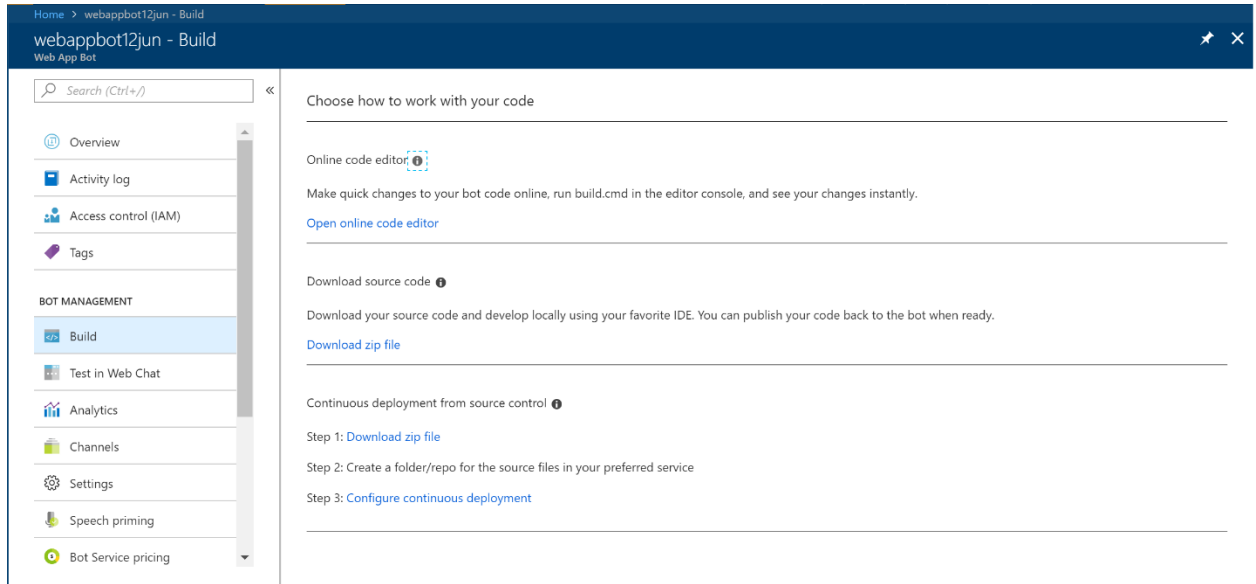 Home > webappbot12jun - Build
webappbot12jun - Build
Web App Bot
Search (Ctrl+/)
«
Overview
Activity log
Access control (IAM)
Tags
BOT MANAGEMENT
Build
Test in Web Chat
Analytics
Channels
Settings
Speech priming
Bot Service pricing
Choose how to work with your code
Online code editor
Make quick changes to your bot code online, run build.cmd in the editor console, and see your changes instantly.
Open online code editor
Download source code
Download your source code and develop locally using your favorite IDE. You can publish your code back to the bot when ready.
Download zip file
Continuous deployment from source control
Step 1: Download zip file
Step 2: Create a folder/repo for the source files in your preferred service
Step 3: Configure continuous deployment